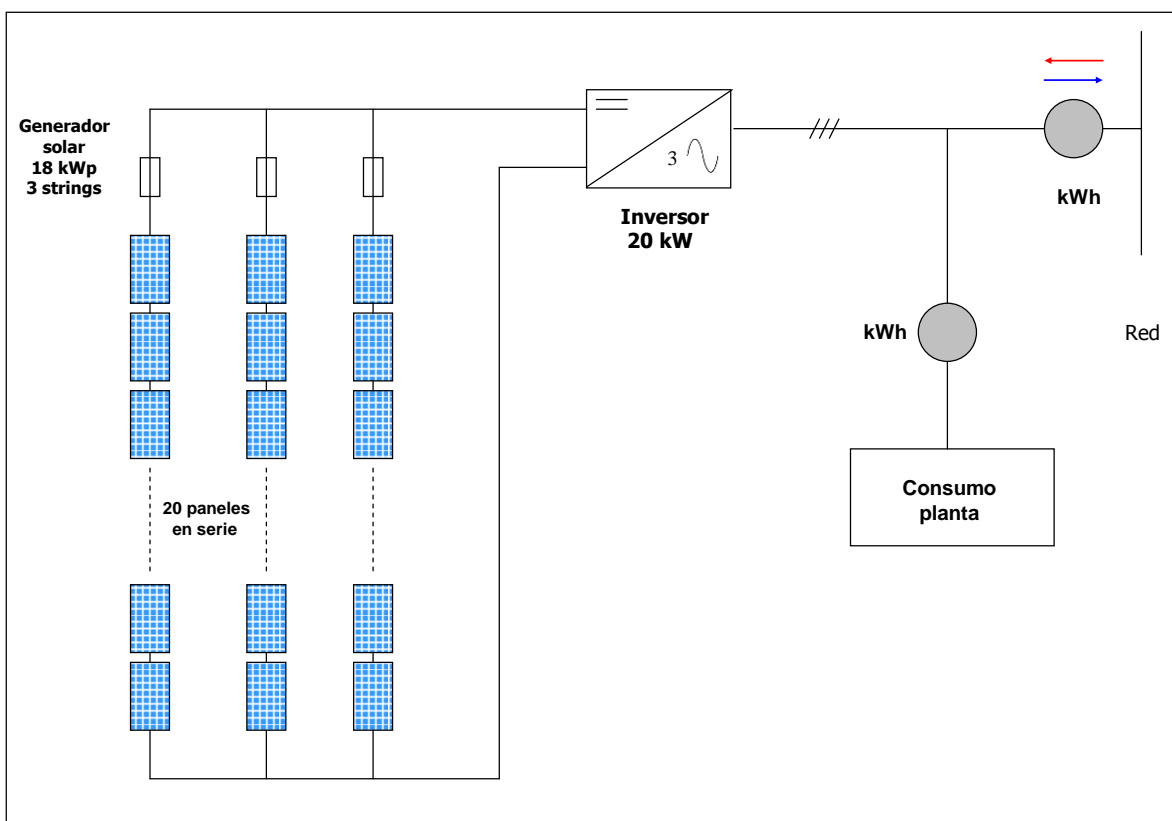 Generador
solar
18 kWp
3 strings
3
Inversor
20 kW
kWh
kWh
Red
20 paneles
en serie
Consumo
planta